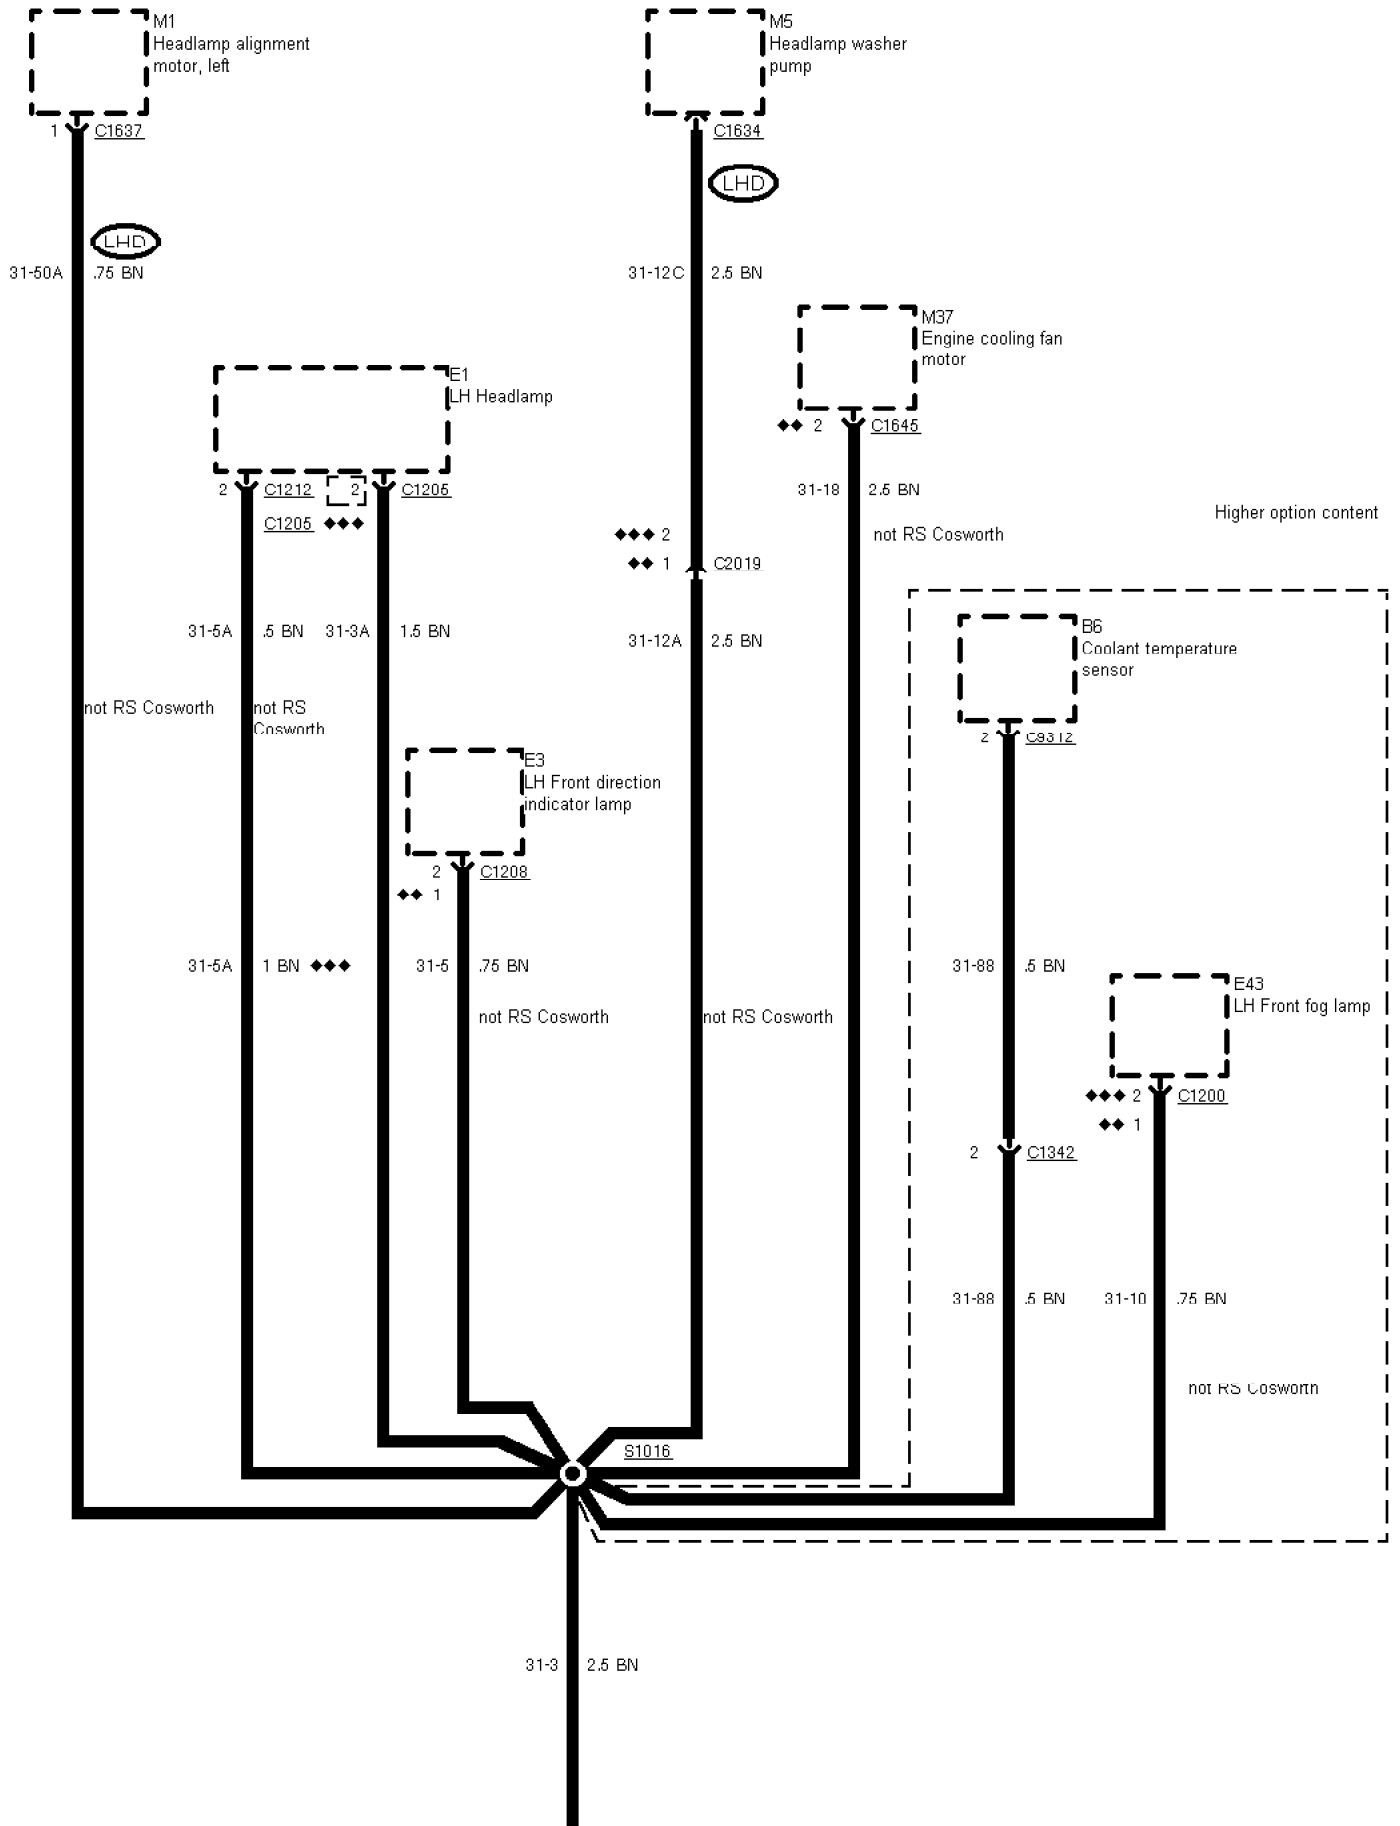 M1
Headlamp alignment
motor, left
1 C1637
LHD
31-50A .75 BN
M5
Headlamp washer
pump
C1634
LHD
31-12C 2.5 BN
M37
Engine cooling fan
motor
◆◆ 2 C1645
31-18 2.5 BN
not RS Cosworth
E1
LH Headlamp
2 C1212 2 C1205
C1205 ◆◆◆
◆◆◆ 2
◆◆ 1 C2019
Higher option content
31-5A .5 BN 31-3A 1.5 BN
31-12A 2.5 BN
B6
Coolant temperature
sensor
2 C9312
not RS Cosworth
not RS
Cosworth
E3
LH Front direction
indicator lamp
2 C1208
◆◆ 1
31-5A 1 BN ◆◆◆
31-5 .75 BN
not RS Cosworth
not RS Cosworth
31-88 .5 BN
E43
LH Front fog lamp
◆◆◆ 2 C1200
◆◆ 1
2 C1342
31-88 .5 BN 31-10 .75 BN
not RS Cosworth
S1016
31-3 2.5 BN